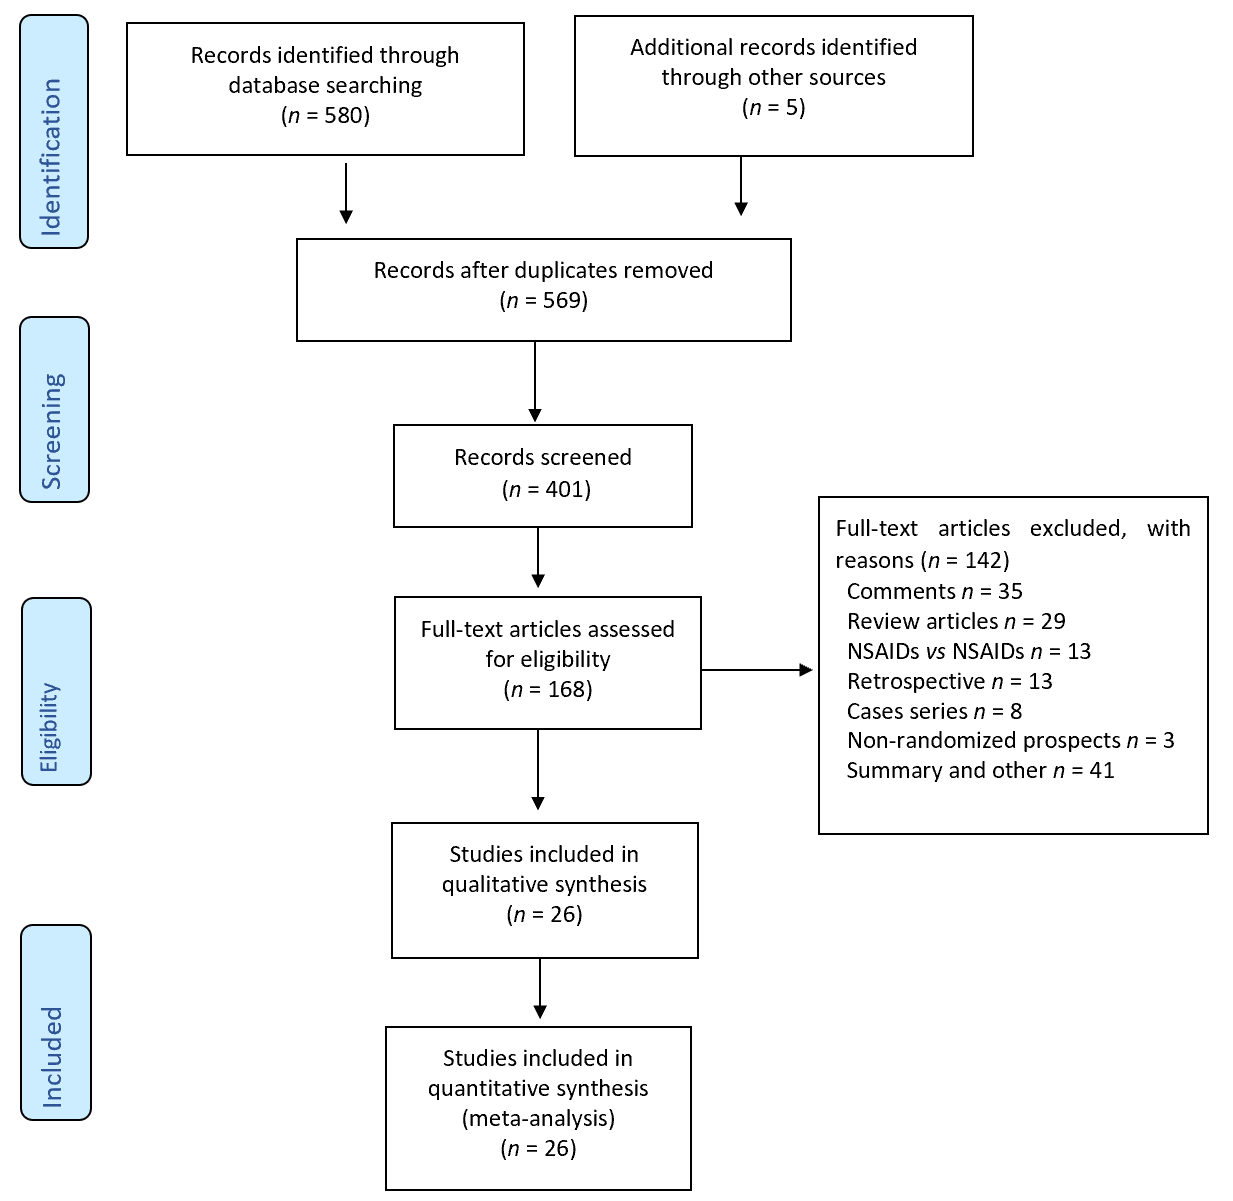 Identification
Records identified through
database searching
(n = 580)
Additional records identified
through other sources
(n = 5)
Records after duplicates removed
(n = 569)
Screening
Records screened
(n = 401)
Full-text articles excluded, with
reasons (n = 142)
Comments n = 35
Review articles n = 29
NSAIDs vs NSAIDs n = 13
Retrospective n = 13
Cases series n = 8
Non-randomized prospects n = 3
Summary and other n = 41
Eligibility
Full-text articles assessed
for eligibility
(n = 168)
Studies included in
qualitative synthesis
(n = 26)
Included
Studies included in
quantitative synthesis
(meta-analysis)
(n = 26)